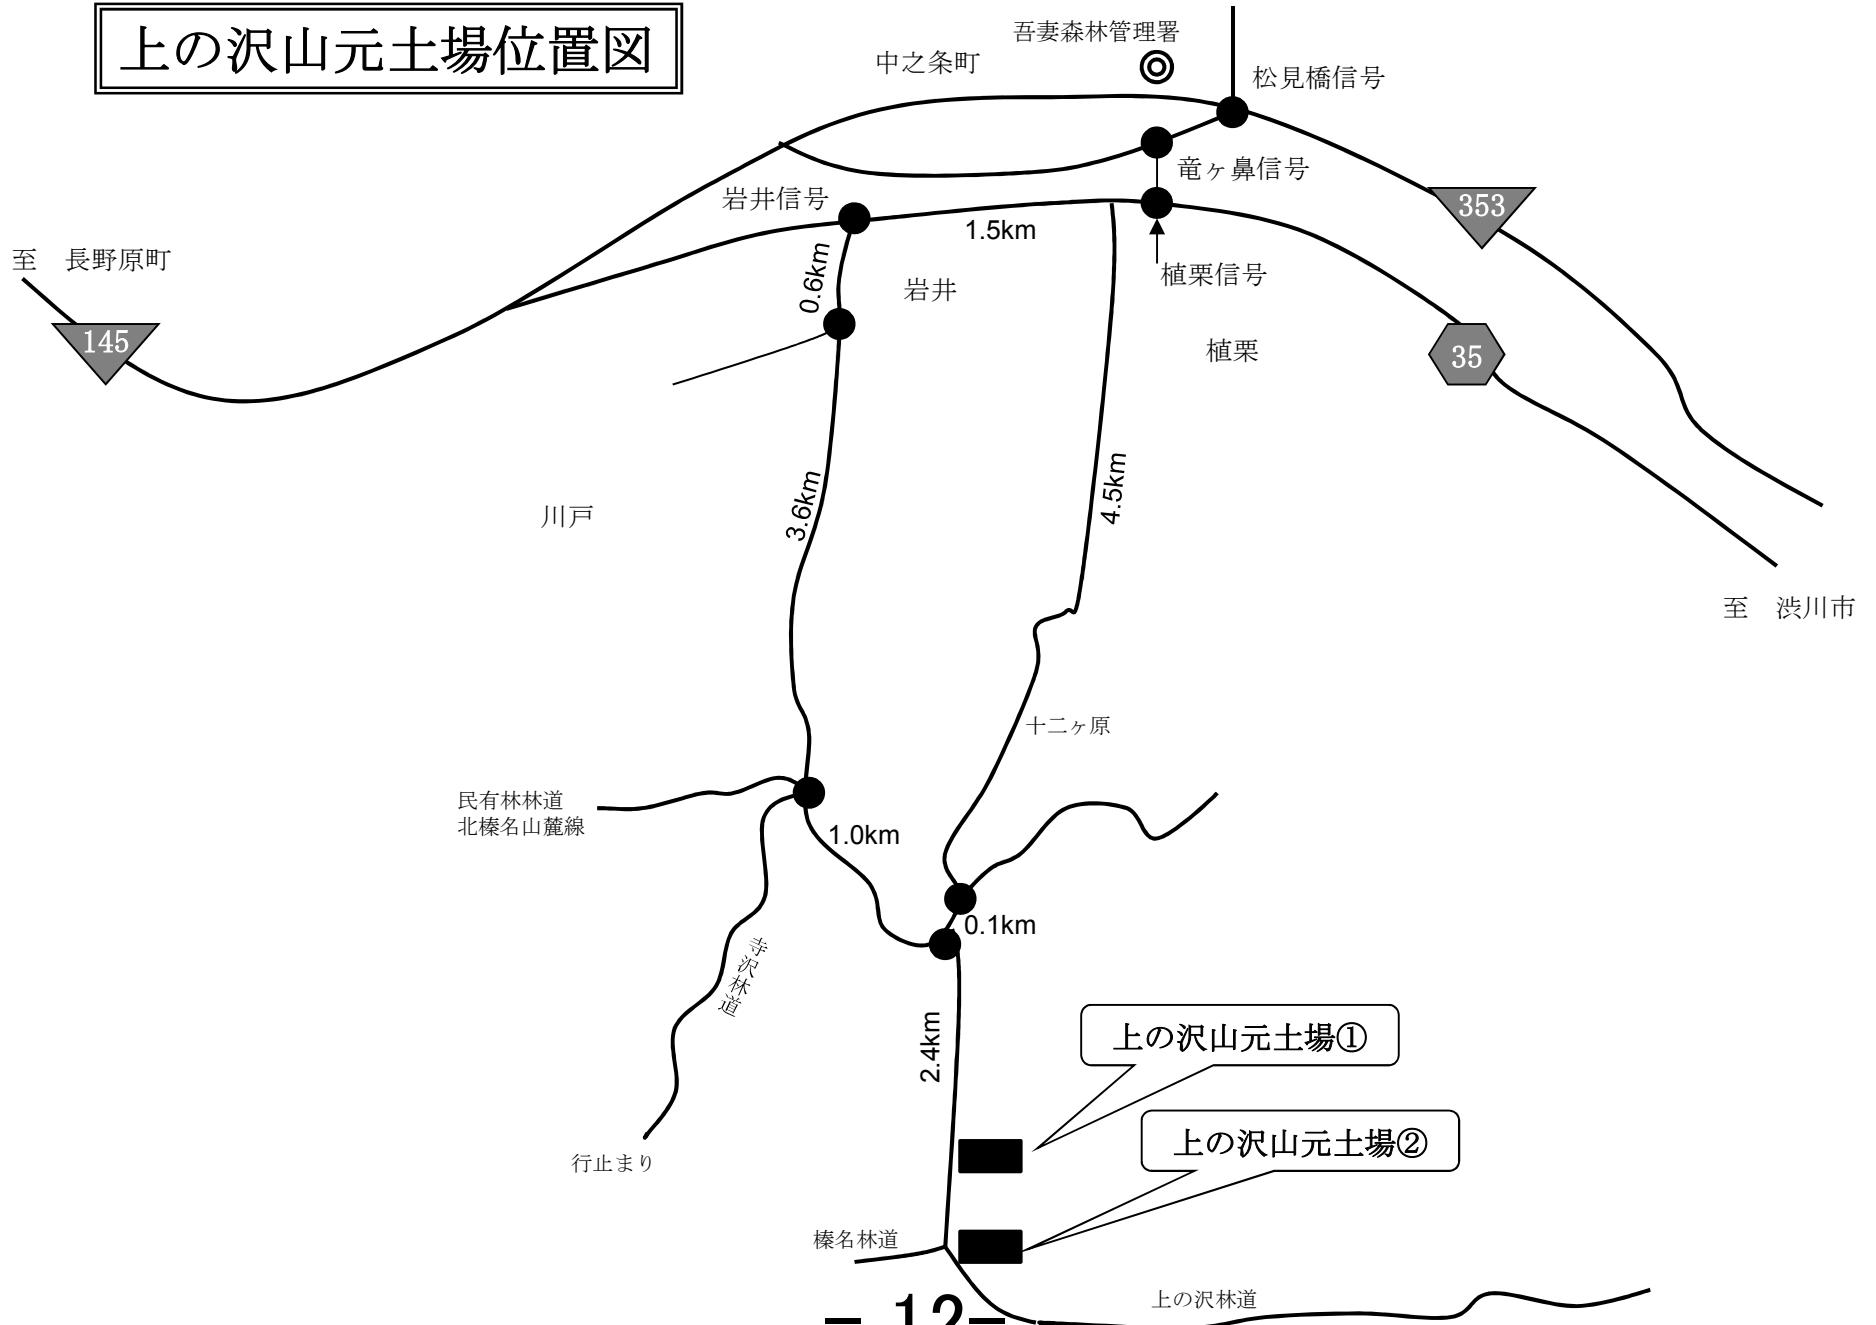 上の沢山元土場位置図
吾妻森林管理署
中之条町
松見橋信号
竜ヶ鼻信号
岩井信号
353
1.5km
至　長野原町
0.6km
岩井
植栗信号
145
植栗
35
3.6km
4.5km
川戸
至　渋川市
十二ヶ原
民有林林道
北榛名山麓線
1.0km
0.1km
寺沢林道
2.4km
上の沢山元土場①
上の沢山元土場②
行止まり
榛名林道
上の沢林道
- 12-